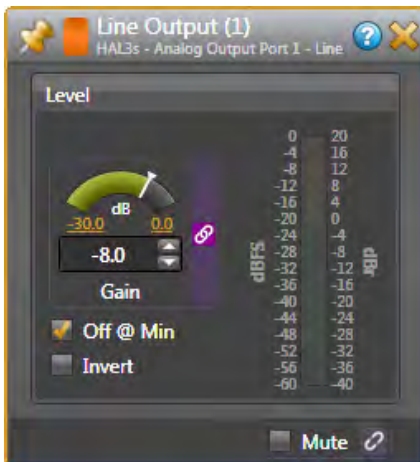 Line Output (1)
HAL3s - Analog Output Port 1 - Line
?
Level
dB
-30.0 0.0
-8.0
Gain
Off @ Min
Invert
dBFS
dBr
0 20
-4 16
-8 12
-12 8
-16 4
-20 0
-24 -4
-28 -8
-32 -12
-36 -16
-40 -20
-44 -24
-48 -28
-52 -32
-56 -36
-60 -40
Mute